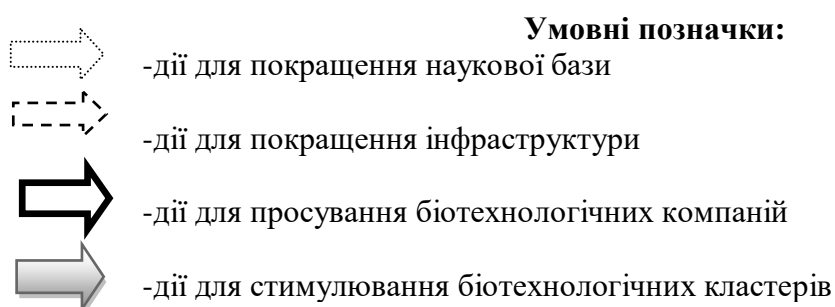 Умовні позначки:
-дії для покращення наукової бази
-дії для покращення інфраструктури
-дії для просування біотехнологічних компаній
-дії для стимулювання біотехнологічних кластерів